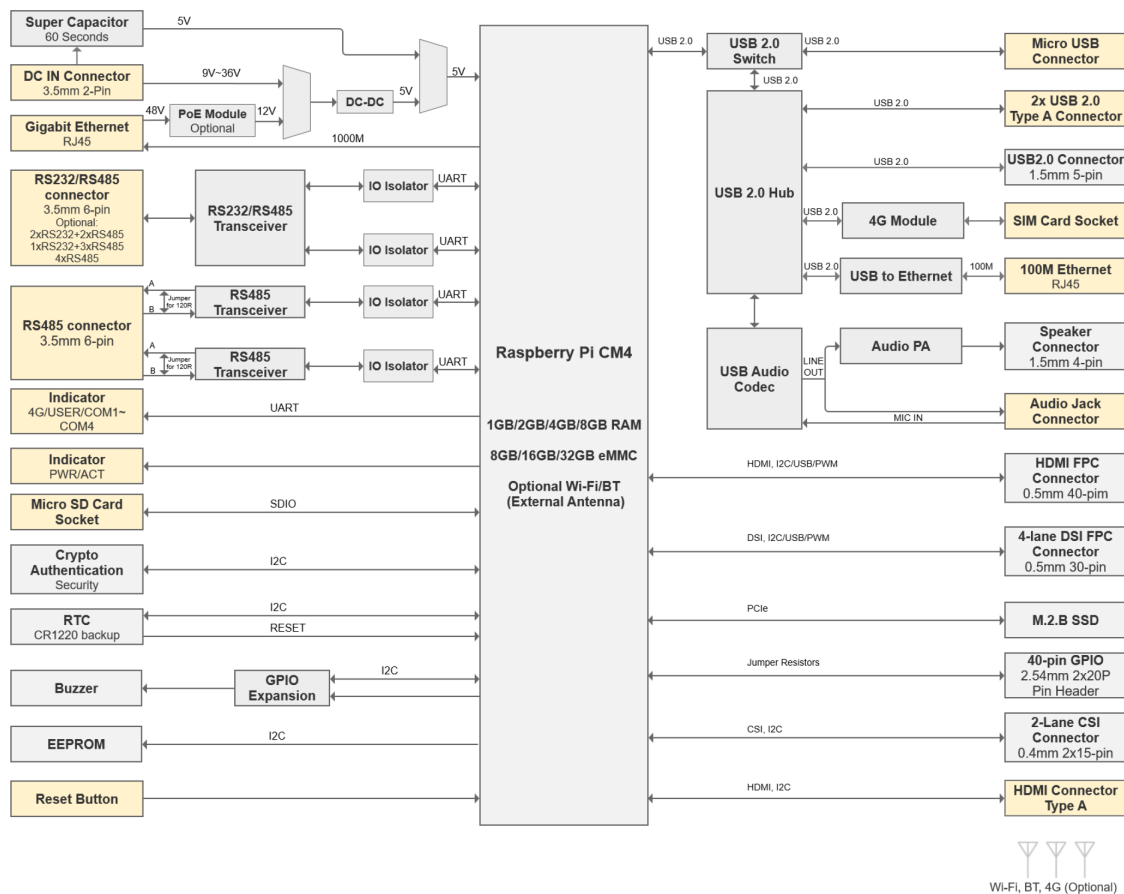 Super Capacitor
60 Seconds
5V
DC IN Connector
3.5mm 2-Pin
9V~36V
48V
PoE Module
Optional
12V
DC-DC
5V
5V
Gigabit Ethernet
RJ45
1000M
RS232/RS485
connector
3.5mm 6-pin
Optional:
2xRS232+2xRS485
1xRS232+3xRS485
4xRS485
RS232/RS485
Transceiver
IO Isolator
UART
IO Isolator
UART
RS485 connector
3.5mm 6-pin
A
Jumper
for 120R
B
RS485
Transceiver
IO Isolator
UART
A
Jumper
for 120R
B
RS485
Transceiver
IO Isolator
UART
Indicator
4G/USER/COM1~
COM4
UART
Indicator
PWR/ACT
Micro SD Card
Socket
SDIO
Crypto
Authentication
Security
I2C
RTC
CR1220 backup
I2C
RESET
Buzzer
GPIO
Expansion
I2C
EEPROM
I2C
Reset Button
Raspberry Pi CM4
1GB/2GB/4GB/8GB RAM
8GB/16GB/32GB eMMC
Optional Wi-Fi/BT
(External Antenna)
USB 2.0
USB 2.0
Switch
USB 2.0
USB 2.0
Micro USB
Connector
USB 2.0 Hub
USB 2.0
2x USB 2.0
Type A Connector
USB 2.0
USB2.0 Connector
1.5mm 5-pin
USB 2.0
4G Module
SIM Card Socket
USB 2.0
USB to Ethernet
100M
100M Ethernet
RJ45
USB Audio
Codec
LINE
OUT
Audio PA
Speaker
Connector
1.5mm 4-pin
MIC IN
Audio Jack
Connector
HDMI, I2C/USB/PWM
HDMI FPC
Connector
0.5mm 40-pim
DSI, I2C/USB/PWM
4-lane DSI FPC
Connector
0.5mm 30-pin
PCIe
M.2.B SSD
Jumper Resistors
40-pin GPIO
2.54mm 2x20P
Pin Header
CSI, I2C
2-Lane CSI
Connector
0.4mm 2x15-pin
HDMI, I2C
HDMI Connector
Type A
Wi-Fi, BT, 4G (Optional)